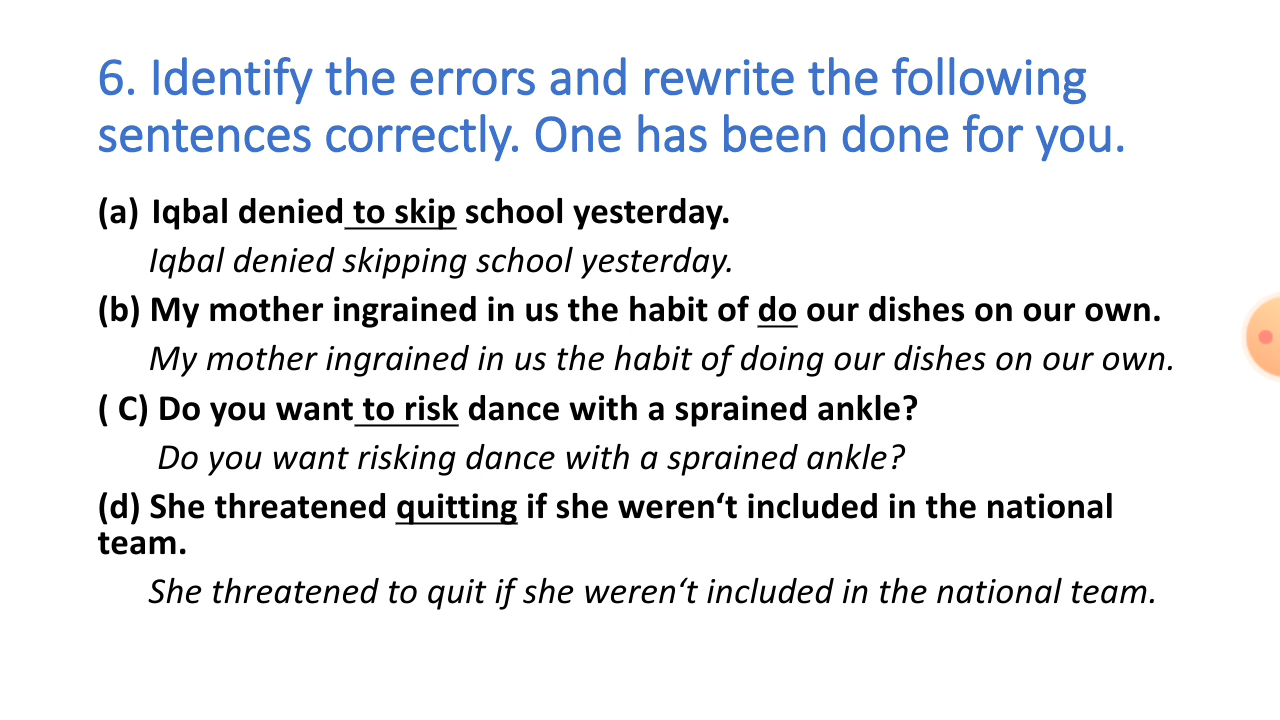 6. Identify the errors and rewrite the following
sentences correctly. One has been done for you.
(a) Iqbal denied to skip school yesterday.
Iqbal denied skipping school yesterday.
(b) My mother ingrained in us the habit of do our dishes on our own.
My mother ingrained in us the habit of doing our dishes on our own.
( C) Do you want to risk dance with a sprained ankle?
Do you want risking dance with a sprained ankle?
(d) She threatened quitting if she weren‘t included in the national
team.
She threatened to quit if she weren‘t included in the national team.